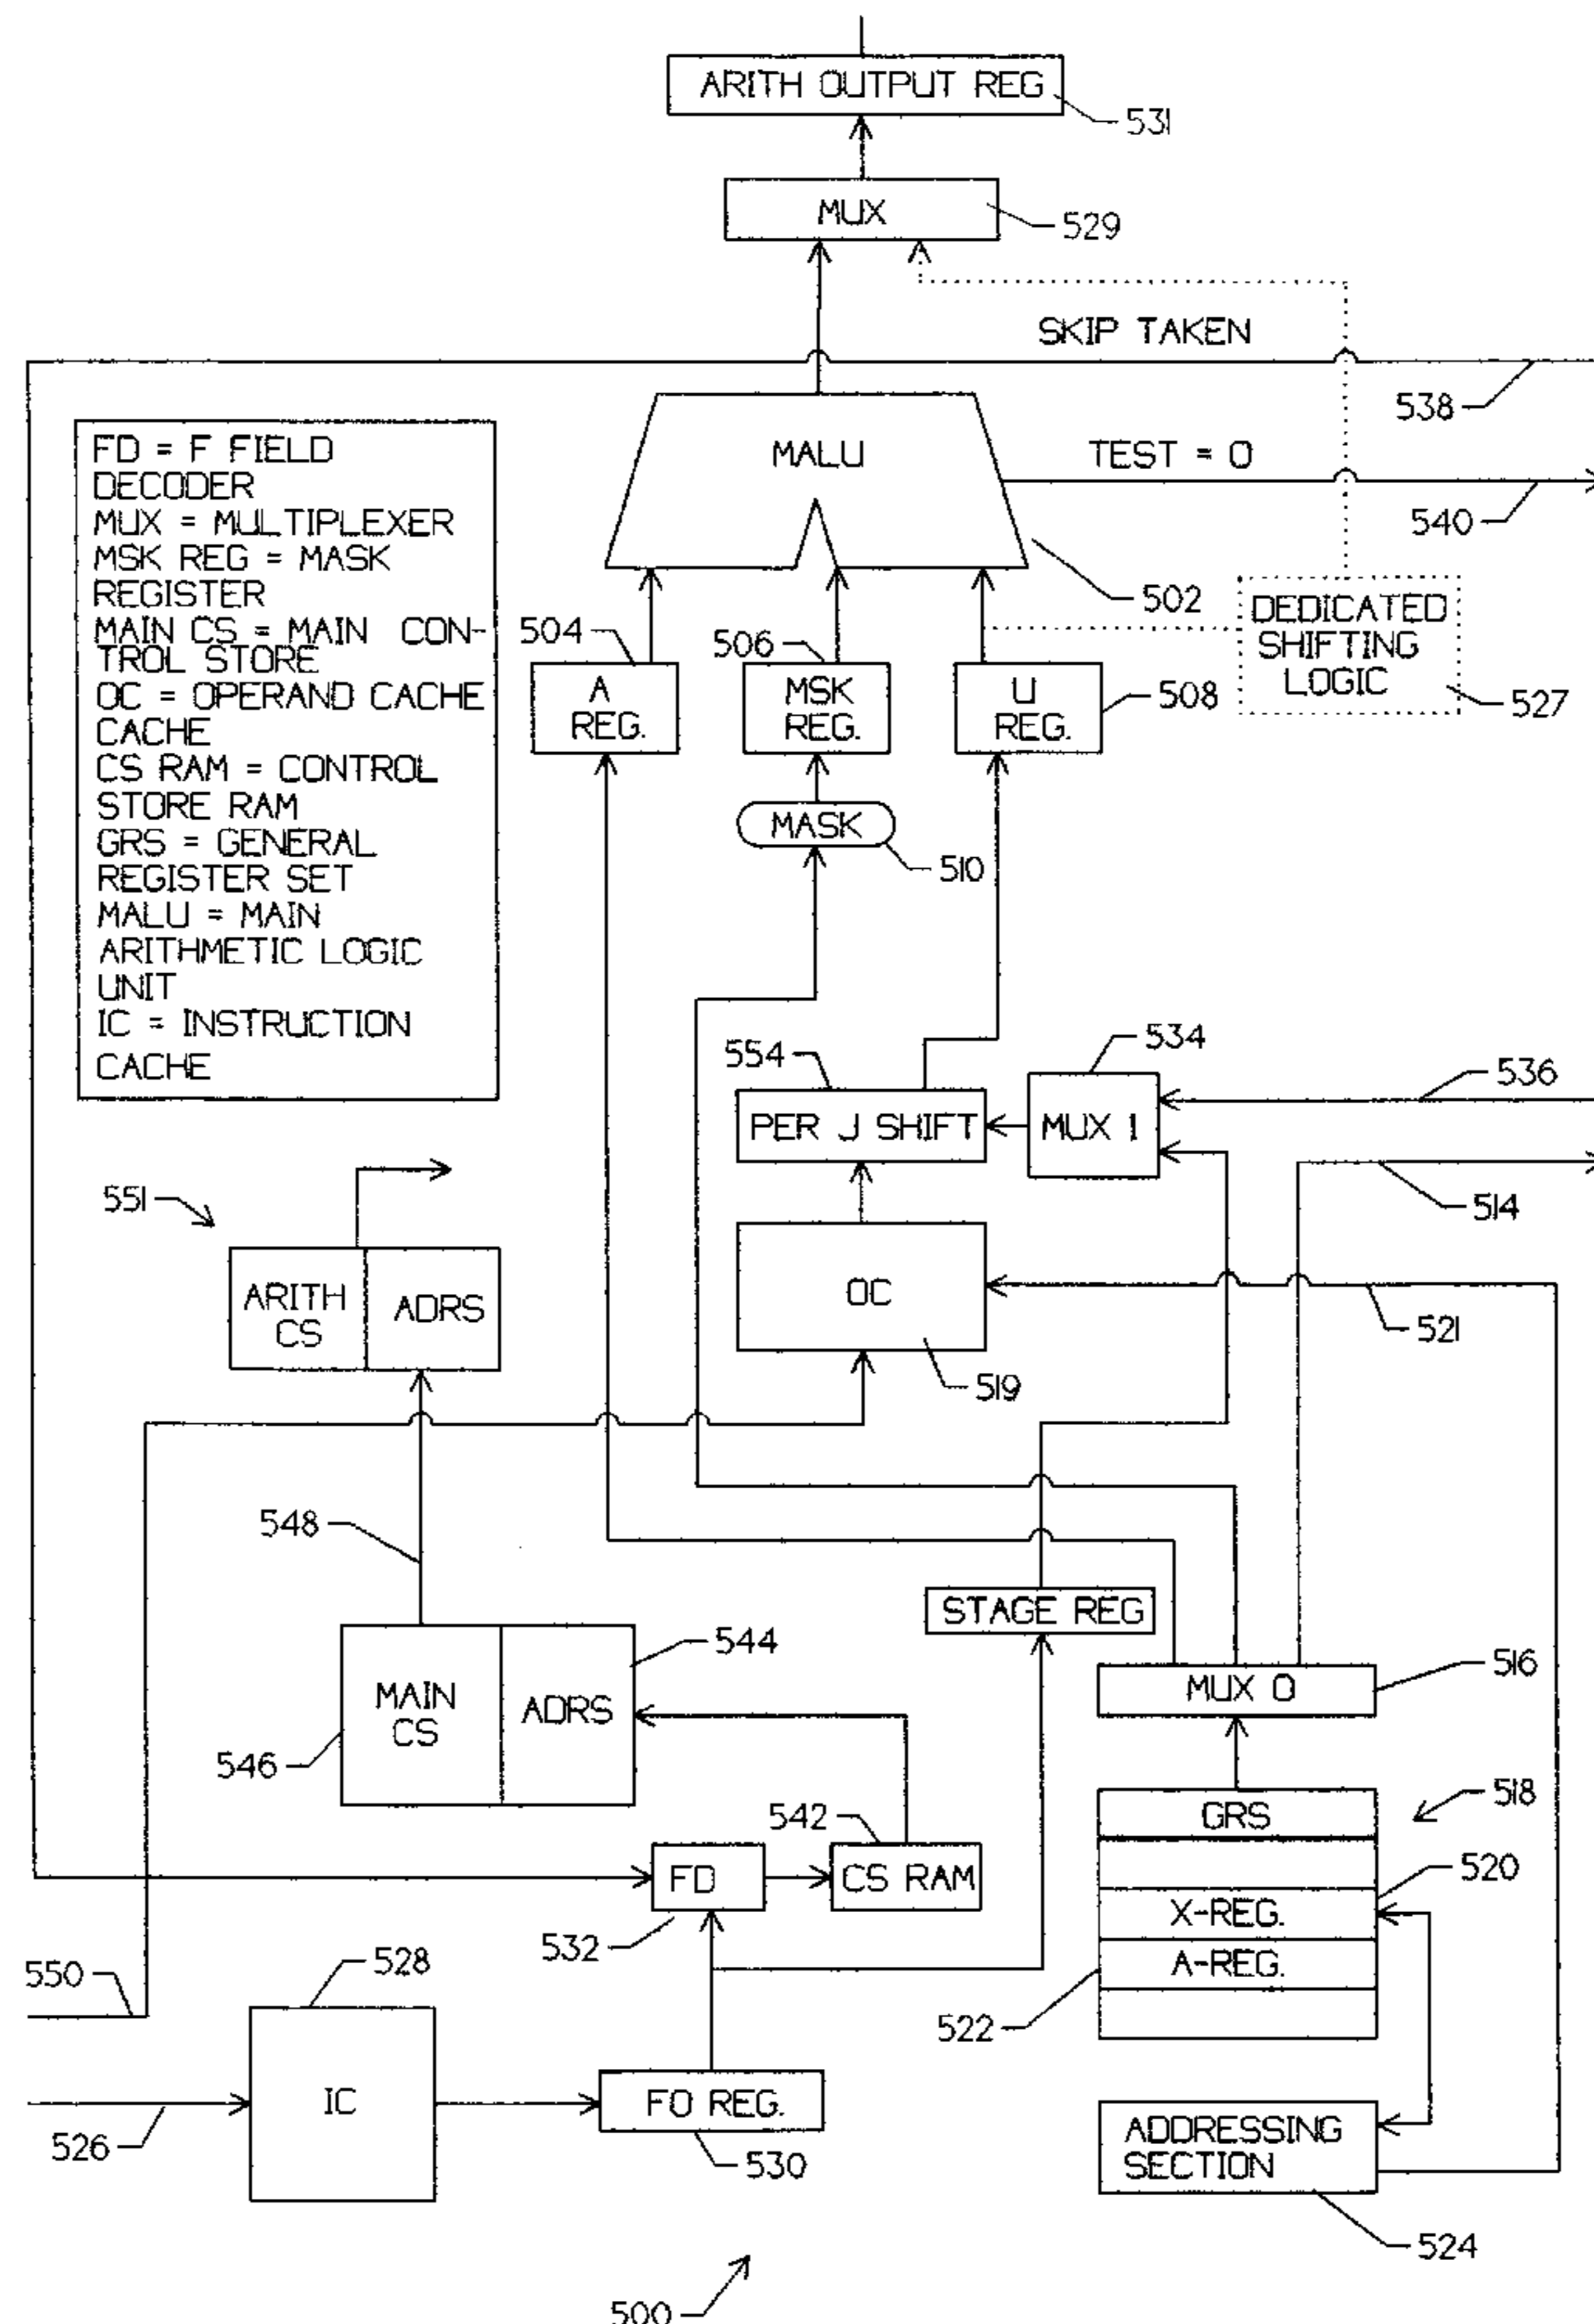 ARITH OUTPUT REG
531
MUX
529
SKIP TAKEN
538
FD = F FIELD
DECODER
MUX = MULTIPLEXER
MSK REG = MASK
REGISTER
MAIN CS = MAIN CON-
TROL STORE
OC = OPERAND CACHE
CACHE
CS RAM = CONTROL
STORE RAM
GRS = GENERAL
REGISTER SET
MALU = MAIN
ARITHMETIC LOGIC
UNIT
IC = INSTRUCTION
CACHE
MALU
TEST = 0
540
502
DEDICATED
SHIFTING
LOGIC
527
504
506
A
REG.
MSK
REG.
U
REG.
508
MASK
510
534
554
536
PER J SHIFT
MUX 1
551
514
ARITH
CS
ADRS
OC
521
519
548
STAGE REG
544
516
MUX 0
MAIN
CS
ADRS
546
518
GRS
542
520
FD
CS RAM
X-REG.
532
A-REG.
550
528
522
IC
FO REG.
526
530
ADDRESSING
SECTION
524
500